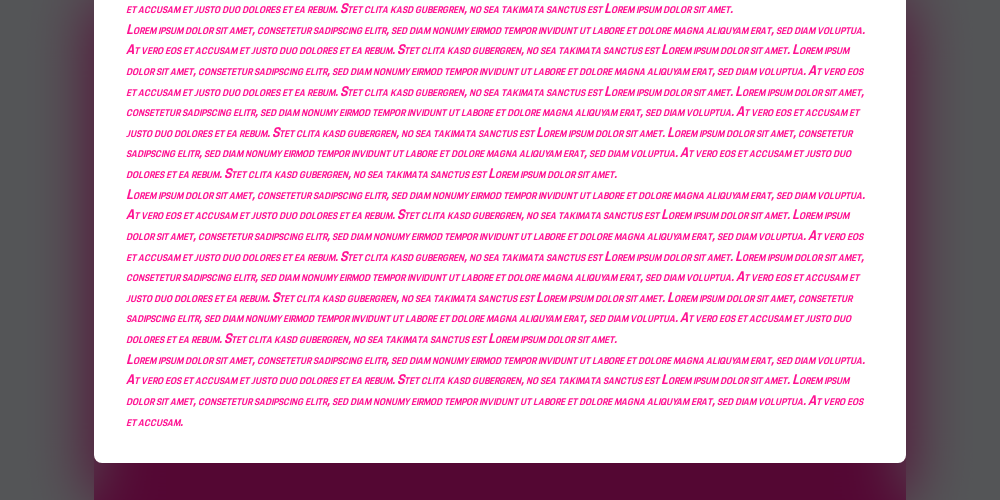 et accusam et justo duo dolores et ea rebum. Stet clita kasd gubergren, no sea takimata sanctus est Lorem ipsum dolor sit amet.
Lorem ipsum dolor sit amet, consetetur sadipscing elitr, sed diam nonumy eirmod tempor invidunt ut labore et dolore magna aliquyam erat, sed diam voluptua.
At vero eos et accusam et justo duo dolores et ea rebum. Stet clita kasd gubergren, no sea takimata sanctus est Lorem ipsum dolor sit amet. Lorem ipsum
dolor sit amet, consetetur sadipscing elitr, sed diam nonumy eirmod tempor invidunt ut labore et dolore magna aliquyam erat, sed diam voluptua. At vero eos
et accusam et justo duo dolores et ea rebum. Stet clita kasd gubergren, no sea takimata sanctus est Lorem ipsum dolor sit amet. Lorem ipsum dolor sit amet,
consetetur sadipscing elitr, sed diam nonumy eirmod tempor invidunt ut labore et dolore magna aliquyam erat, sed diam voluptua. At vero eos et accusam et
justo duo dolores et ea rebum. Stet clita kasd gubergren, no sea takimata sanctus est Lorem ipsum dolor sit amet. Lorem ipsum dolor sit amet, consetetur
sadipscing elitr, sed diam nonumy eirmod tempor invidunt ut labore et dolore magna aliquyam erat, sed diam voluptua. At vero eos et accusam et justo duo
dolores et ea rebum. Stet clita kasd gubergren, no sea takimata sanctus est Lorem ipsum dolor sit amet.
Lorem ipsum dolor sit amet, consetetur sadipscing elitr, sed diam nonumy eirmod tempor invidunt ut labore et dolore magna aliquyam erat, sed diam voluptua.
At vero eos et accusam et justo duo dolores et ea rebum. Stet clita kasd gubergren, no sea takimata sanctus est Lorem ipsum dolor sit amet. Lorem ipsum
dolor sit amet, consetetur sadipscing elitr, sed diam nonumy eirmod tempor invidunt ut labore et dolore magna aliquyam erat, sed diam voluptua. At vero eos
et accusam et justo duo dolores et ea rebum. Stet clita kasd gubergren, no sea takimata sanctus est Lorem ipsum dolor sit amet. Lorem ipsum dolor sit amet,
consetetur sadipscing elitr, sed diam nonumy eirmod tempor invidunt ut labore et dolore magna aliquyam erat, sed diam voluptua. At vero eos et accusam et
justo duo dolores et ea rebum. Stet clita kasd gubergren, no sea takimata sanctus est Lorem ipsum dolor sit amet. Lorem ipsum dolor sit amet, consetetur
sadipscing elitr, sed diam nonumy eirmod tempor invidunt ut labore et dolore magna aliquyam erat, sed diam voluptua. At vero eos et accusam et justo duo
dolores et ea rebum. Stet clita kasd gubergren, no sea takimata sanctus est Lorem ipsum dolor sit amet.
Lorem ipsum dolor sit amet, consetetur sadipscing elitr, sed diam nonumy eirmod tempor invidunt ut labore et dolore magna aliquyam erat, sed diam voluptua.
At vero eos et accusam et justo duo dolores et ea rebum. Stet clita kasd gubergren, no sea takimata sanctus est Lorem ipsum dolor sit amet. Lorem ipsum
dolor sit amet, consetetur sadipscing elitr, sed diam nonumy eirmod tempor invidunt ut labore et dolore magna aliquyam erat, sed diam voluptua. At vero eos
et accusam.